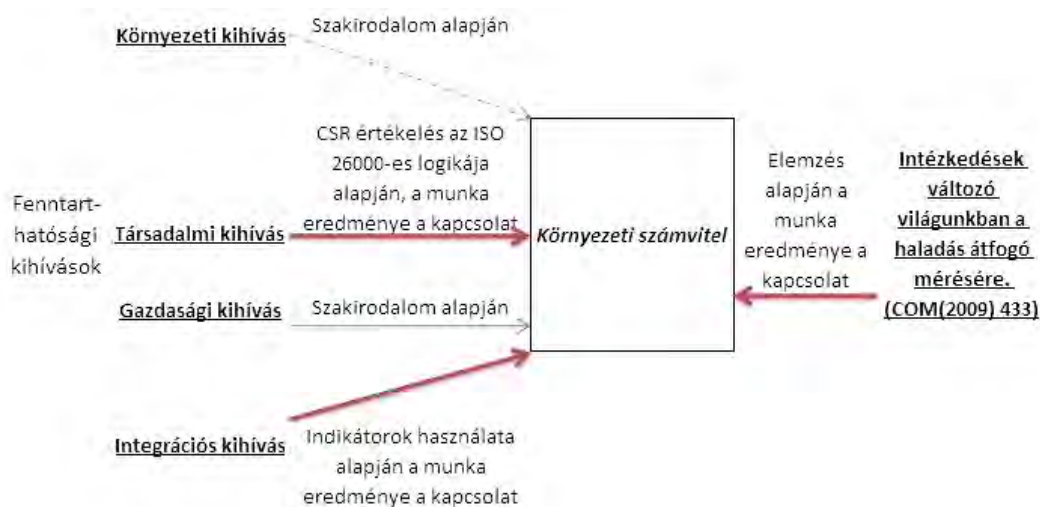 Környezeti kihívás
Szakirodalom alapján
CSR értékelés az ISO
26000-es logikája
alapján, a munka
eredménye a kapcsolat
Fenntart-
hatósági
kihívások
Társadalmi kihívás
Környezeti számvitel
Elemzés
alapján a
munka
eredménye a
kapcsolat
Intézkedések
változó
világunkban a
haladás átfogó
mérésére.
(COM(2009) 433)
Gazdasági kihívás
Szakirodalom alapján
Integrációs kihívás
Indikátorok használata
alapján a munka
eredménye a kapcsolat